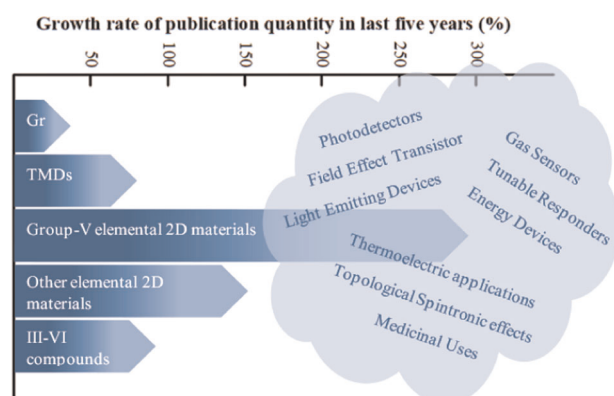 Growth rate of publication quantity in last five years (%)
50
100
150
200
250
300
Gr
TMDs
Group-V elemental 2D materials
Other elemental 2D
materials
III-VI
compounds
Photodetectors
Field Effect Transistor
Light Emitting Devices
Gas Sensors
Tunable Responders
Energy Devices
Thermoelectric applications
Topological Spintronic effects
Medicinal Uses